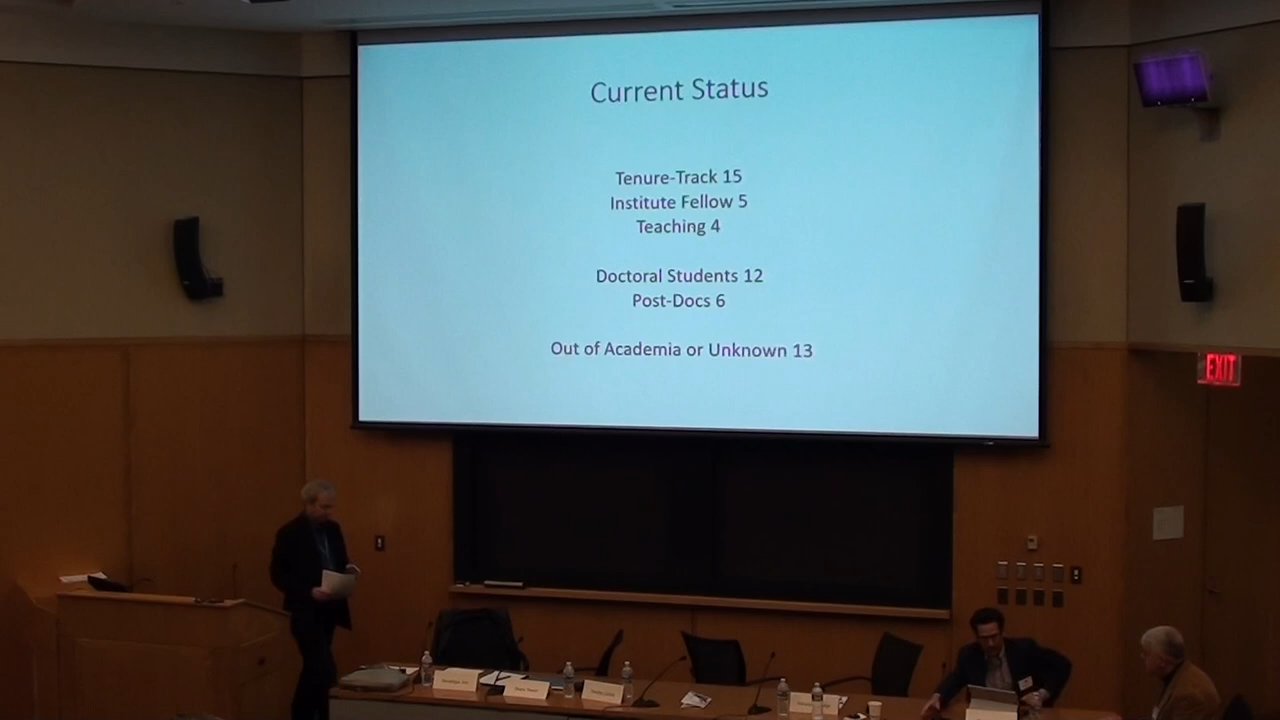 Current Status
Tenure-Track 15
Institute Fellow 5
Teaching 4
Doctoral Students 12
Post-Docs 6
Out of Academia or Unknown 13
EXIT